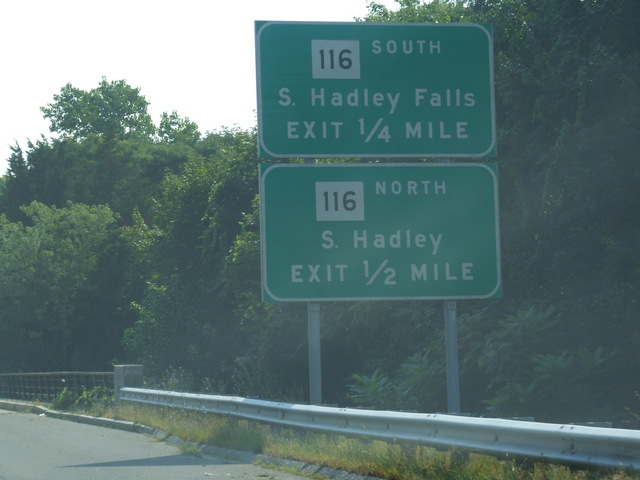 116 SOUTH
S. Hadley Falls
EXIT 1/4 MILE
116 NORTH
S. Hadley
EXIT 1/2 MILE